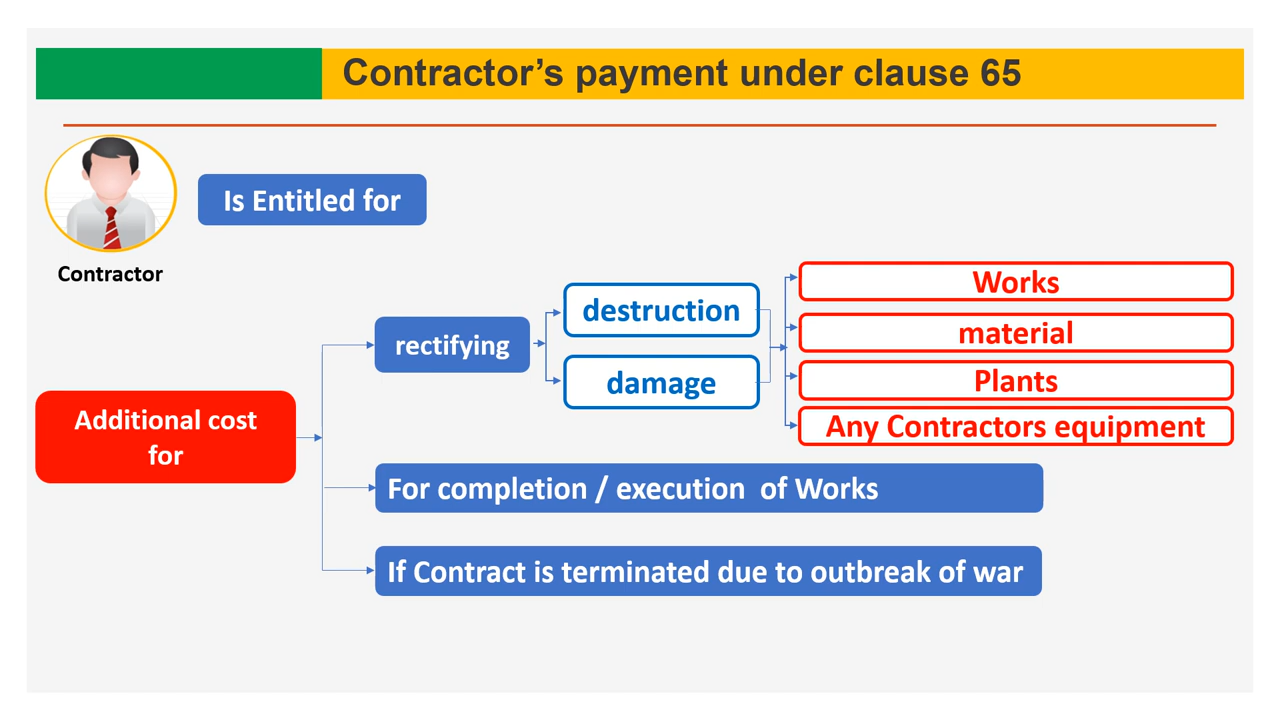 Contractor’s payment under clause 65
Is Entitled for
Contractor
Additional cost
for
rectifying
destruction
damage
Works
material
Plants
Any Contractors equipment
For completion / execution of Works
If Contract is terminated due to outbreak of war